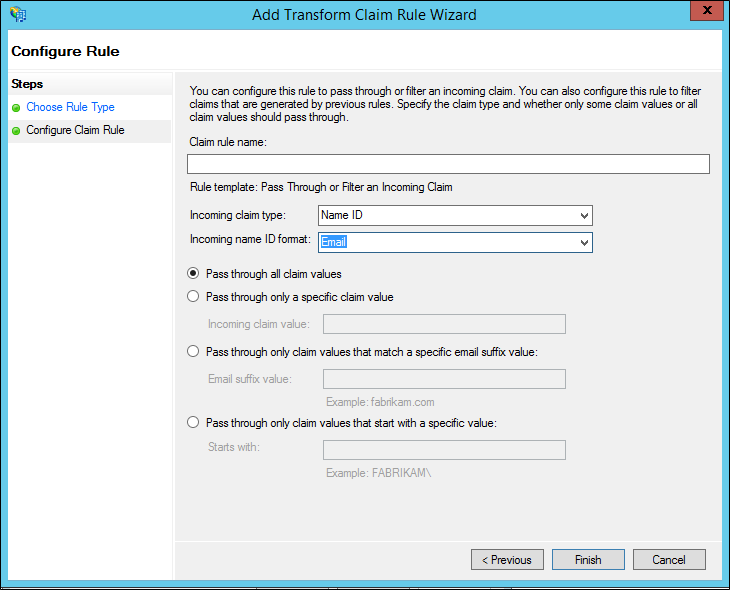 Add Transform Claim Rule Wizard
X
Configure Rule
Steps
Choose Rule Type
Configure Claim Rule
You can configure this rule to pass through or filter an incoming claim. You can also configure this rule to filter
claims that are generated by previous rules. Specify the claim type and whether only some claim values or all
claim values should pass through.
Claim rule name:
Rule template: Pass Through or Filter an Incoming Claim
Incoming claim type: Name ID
Incoming name ID format: Email
Pass through all claim values
Pass through only a specific claim value
Incoming claim value:
Pass through only claim values that match a specific email suffix value:
Email suffix value:
Example: fabrikam.com
Pass through only claim values that start with a specific value:
Starts with:
Example: FABRIKAM\
< Previous Finish Cancel